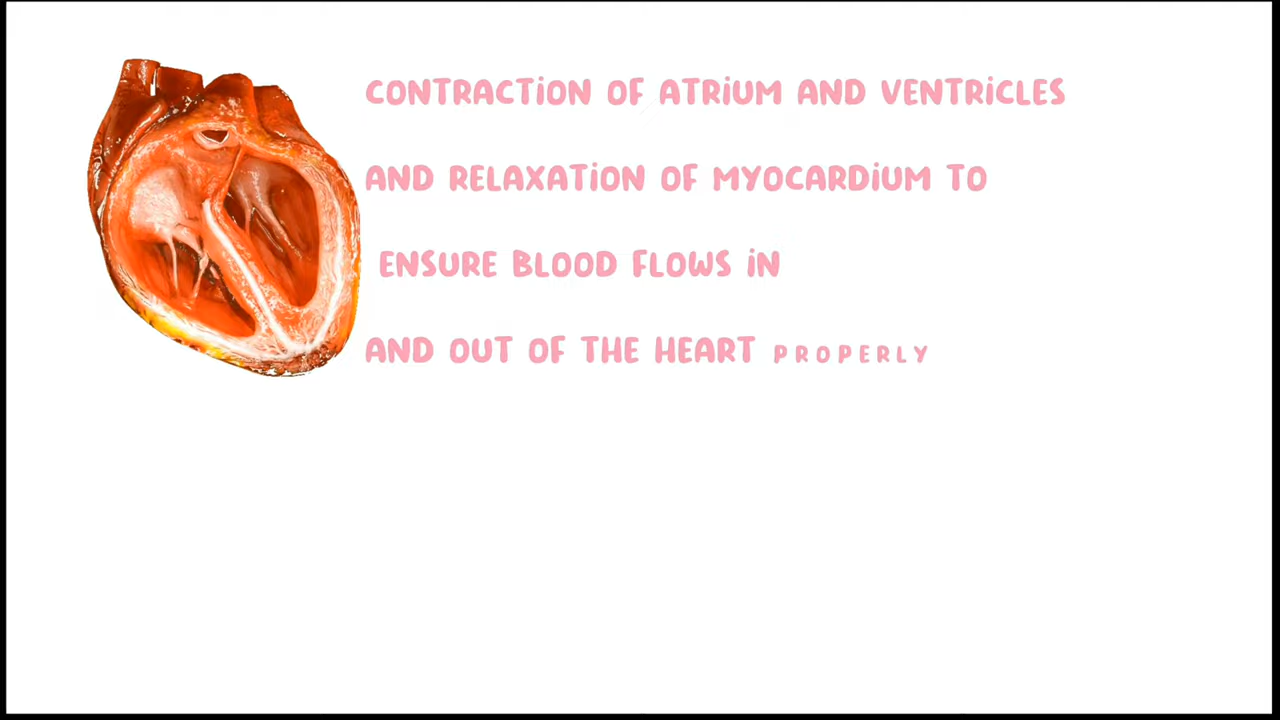 CONTRACTiON OF ATRiUM AND VENTRiCLES
AND RELAXATiON OF MYOCARDiUM TO
ENSURE BLOOD FLOWS iN
AND OUT OF THE HEART PROPERLY